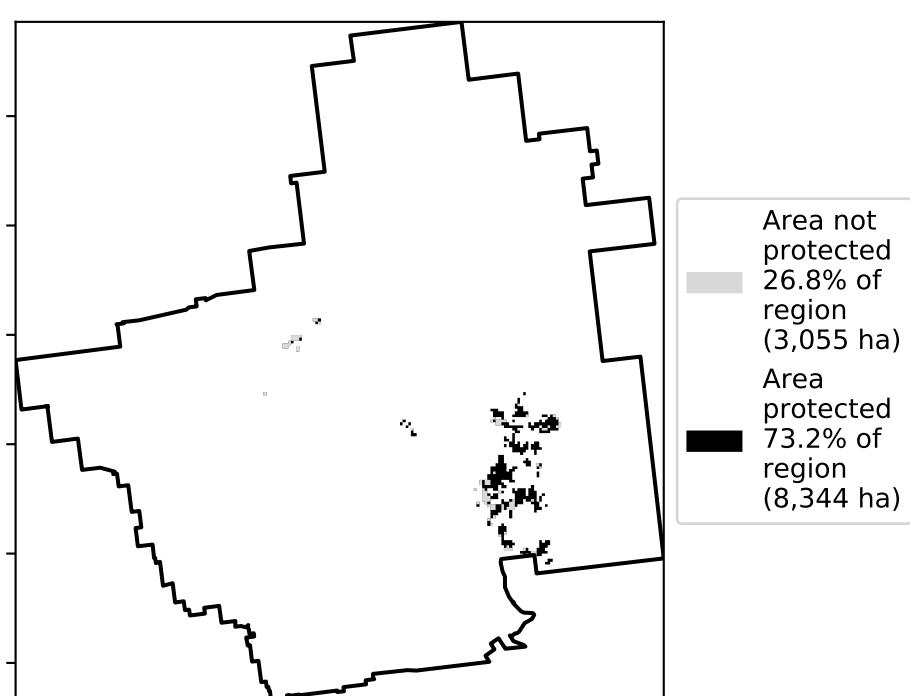 Area not
protected
26.8% of
region
(3,055 ha)
Area
protected
73.2% of
region
(8,344 ha)